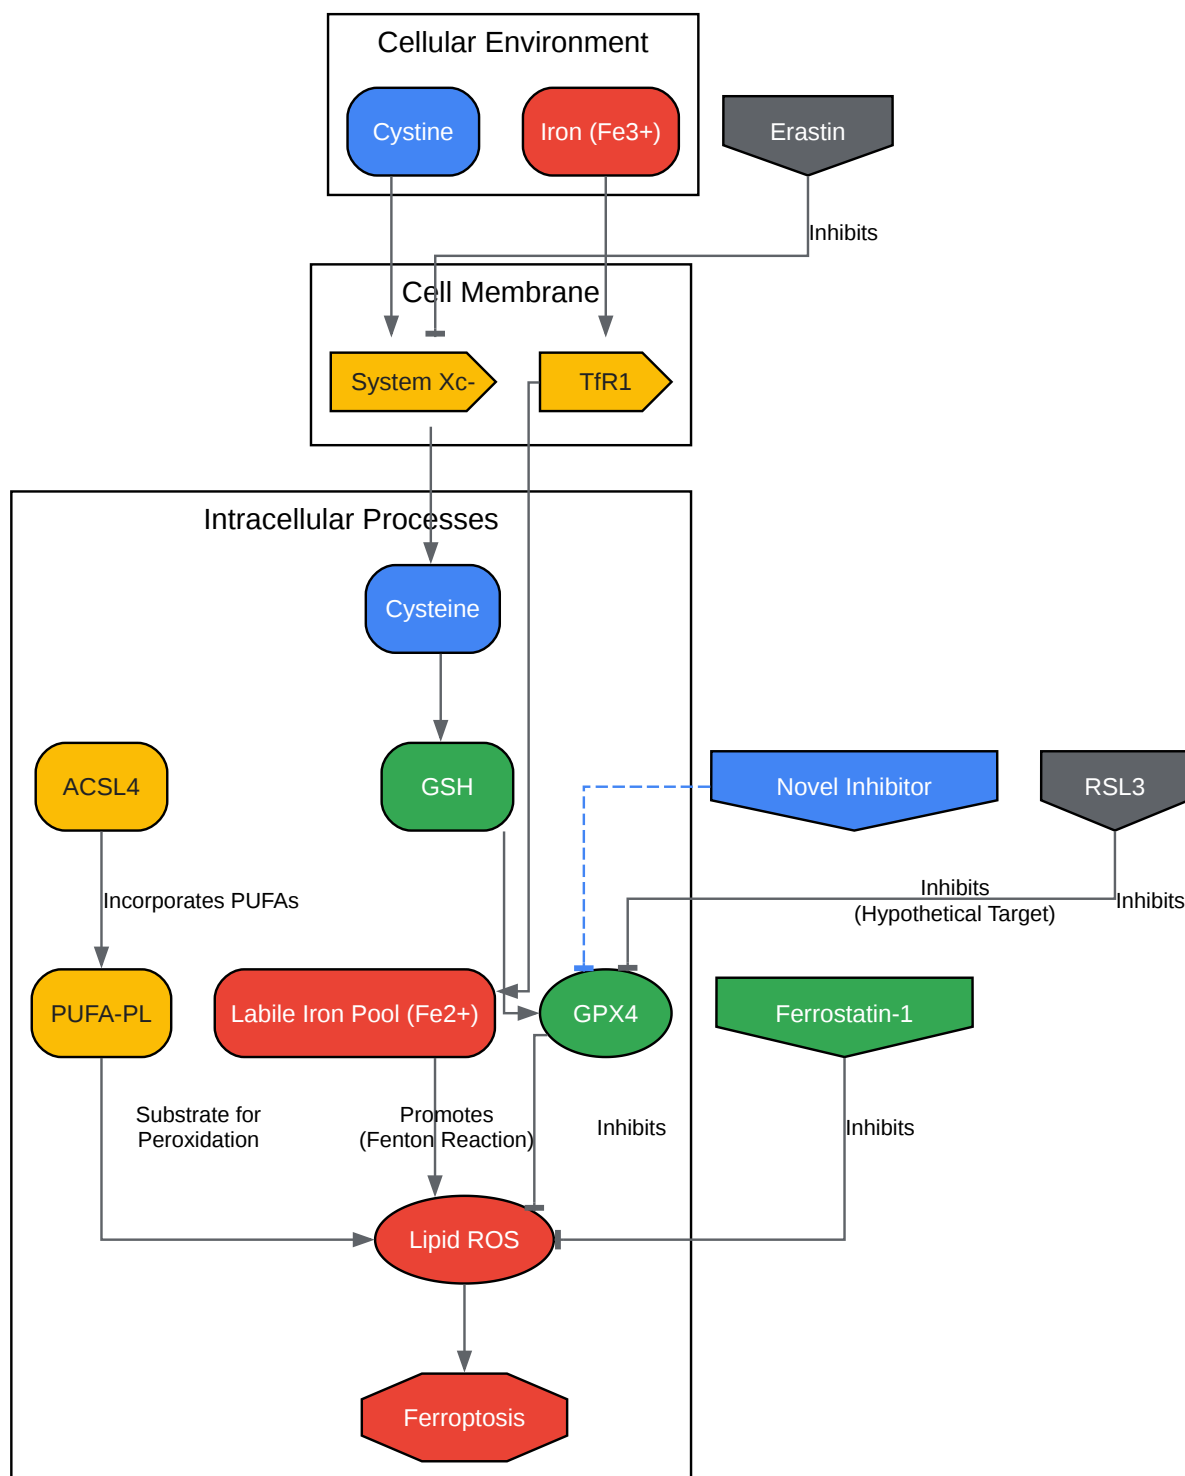 Cellular Environment
Cystine
Iron (Fe3+)
Erastin
Inhibits
Cell Membrane
System Xc-
TfR1
Intracellular Processes
Cysteine
ACSL4
GSH
Novel Inhibitor
RSL3
Incorporates PUFAs
Inhibits
(Hypothetical Target)
Inhibits
PUFA-PL
Labile Iron Pool (Fe2+)
GPX4
Ferrostatin-1
Substrate for
Peroxidation
Promotes
(Fenton Reaction)
Inhibits
Inhibits
Lipid ROS
Ferroptosis